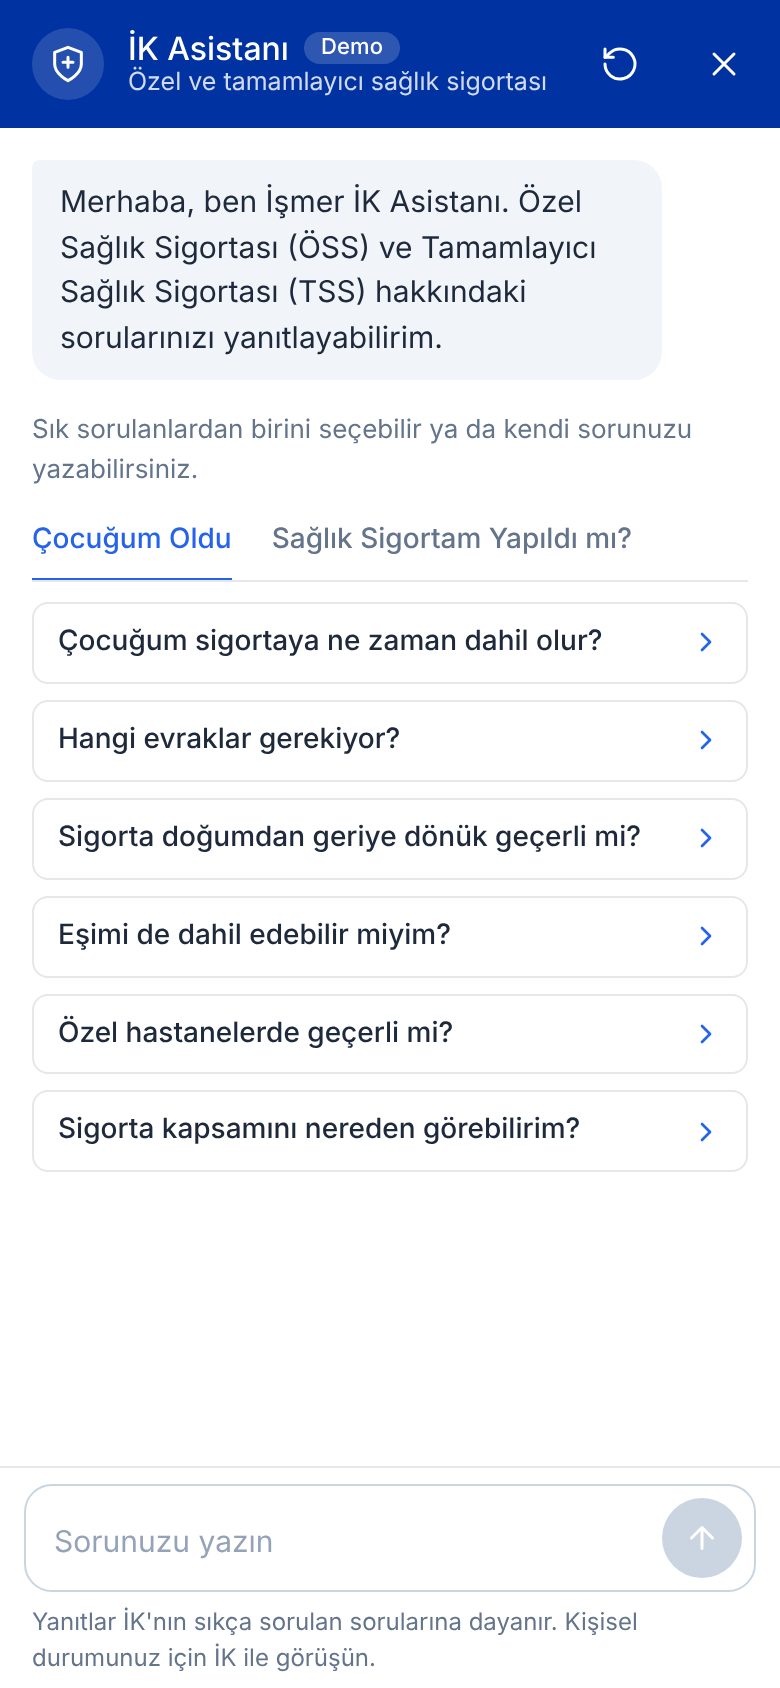 İK Asistanı Demo
Özel ve tamamlayıcı sağlık sigortası
Merhaba, ben İşmer İK Asistanı. Özel
Sağlık Sigortası (ÖSS) ve Tamamlayıcı
Sağlık Sigortası (TSS) hakkındaki
sorularınızı yanıtlayabilirim.
Sık sorulanlardan birini seçebilir ya da kendi sorunuzu
yazabilirsiniz.
Çocuğum Oldu Sağlık Sigortam Yapıldı mı?
Çocuğum sigortaya ne zaman dahil olur?
Hangi evraklar gerekiyor?
Sigorta doğumdan geriye dönük geçerli mi?
Eşimi de dahil edebilir miyim?
Özel hastanelerde geçerli mi?
Sigorta kapsamını nereden görebilirim?
Sorunuzu yazın
Yanıtlar İK'nın sıkça sorulan sorularına dayanır. Kişisel
durumunuz için İK ile görüşün.